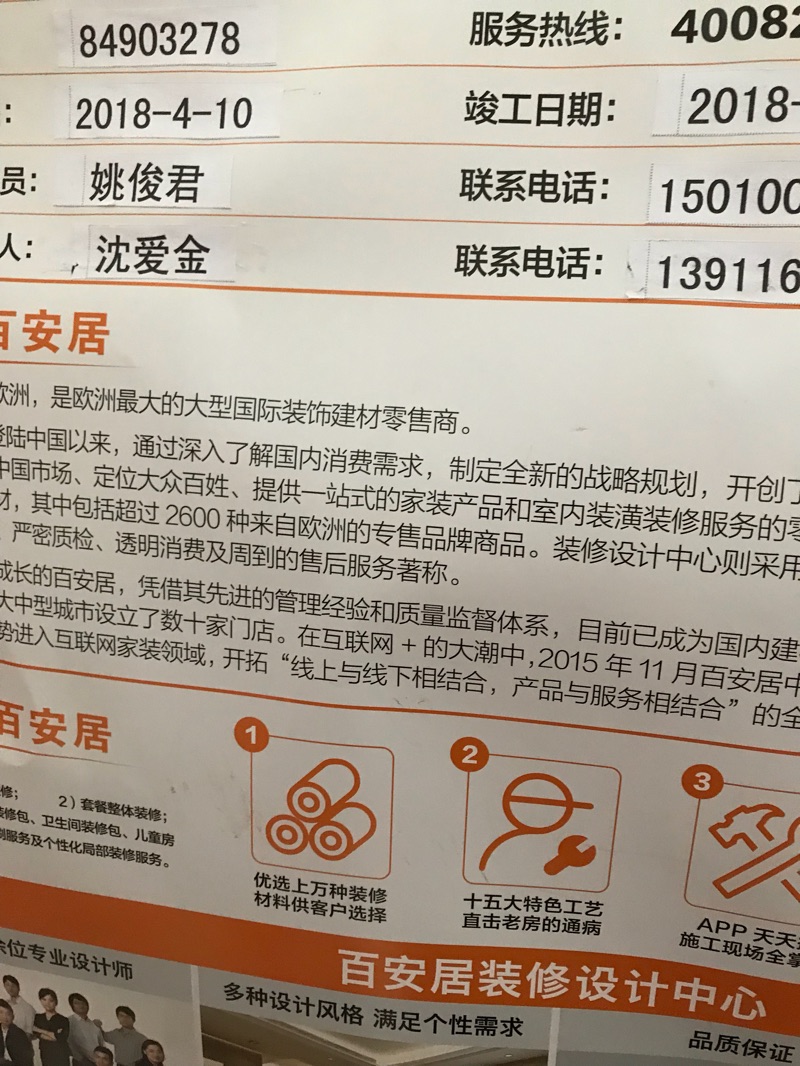 84903278 服务热线：40082
： 2018-4-10 竣工日期：2018-
员： 姚俊君 联系电话：150100
人： 沈爱金 联系电话：139116
百安居
欧洲，是欧洲最大的大型国际装饰建材零售商。
登陆中国以来，通过深入了解国内消费需求，制定全新的战略规划，开创了
中国市场、定位大众百姓、提供一站式的家装产品和室内装潢装修服务的零
材，其中包括超过 2600 种来自欧洲的专售品牌商品。装修设计中心则采用
、严密质检、透明消费及周到的售后服务著称。
成长的百安居，凭借其先进的管理经验和质量监督体系，目前已成为国内建
大中型城市设立了数十家门店。在互联网 + 的大潮中，2015 年 11 月百安居中
势进入互联网家装领域，开拓“线上与线下相结合，产品与服务相结合”的全
百安居
修； 2）套餐整体装修；
装修包、卫生间装修包、儿童房
刷服务及个性化局部装修服务。
1
优选上万种装修
材料供客户选择
2
十五大特色工艺
直击老房的通病
3
APP 天天
施工现场全掌
百安居装修设计中心
余位专业设计师
多种设计风格 满足个性需求
品质保证